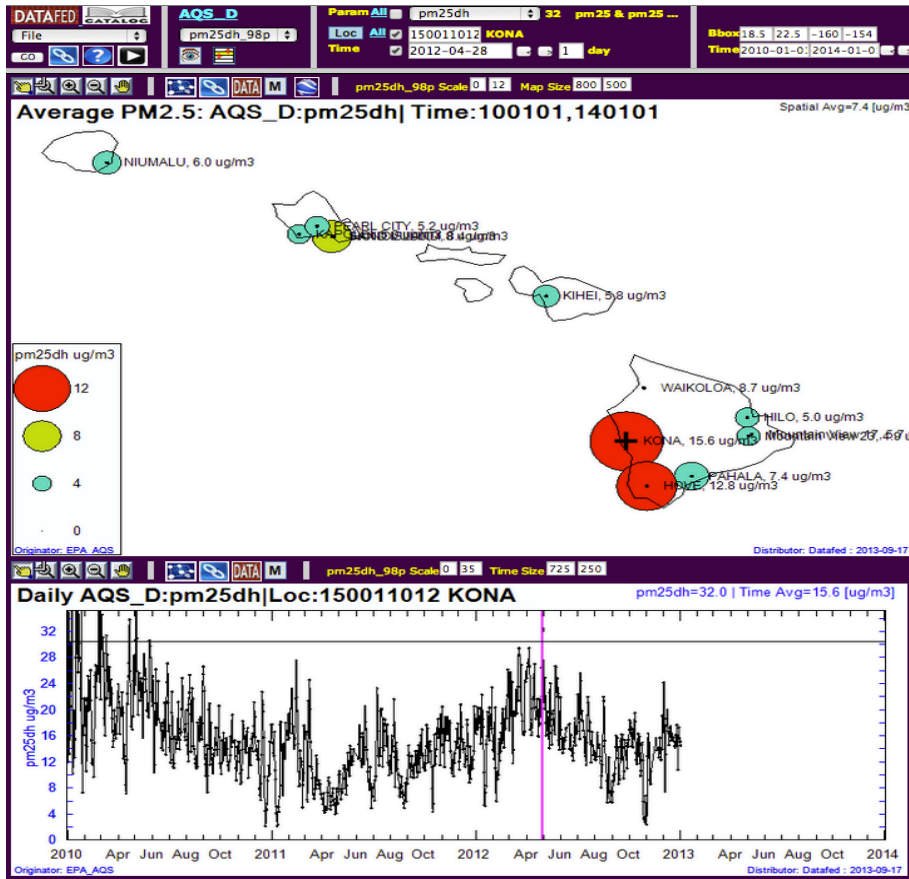 DATAFED CATALOG
AQS_D
Param All pm25dh 32 pm25 & pm25 ...
File
pm25dh_98p
Loc All 150011012 KONA
Bbox 18.5 22.5 -160 -154
GO ? Time 2012-04-28 1 day
Time 2010-01-0 2014-01-0
DATA M pm25dh_98p Scale 0 12 Map Size 800 500
Average PM2.5: AQS_D:pm25dh| Time:100101,140101
Spatial Avg=7.4 [ug/m3
NIUMALU, 6.0 ug/m3
PEARL CITY, 5.2 ug/m3
KIHEI, 5.8 ug/m3
pm25dh ug/m3
12
8
4
0
WAIKOLOA, 8.7 ug/m3
HILO, 5.0 ug/m3
KONA, 15.6 ug/m3
PAHALA, 7.4 ug/m3
HOVE, 12.8 ug/m3
Originator: EPA_AQS
Distributor: Datafed : 2013-09-17
DATA M pm25dh_98p Scale 0 35 Time Size 725 250
Daily AQS_D:pm25dh|Loc:150011012 KONA
pm25dh=32.0 | Time Avg=15.6 [ug/m3]
pm25dh ug/m3
32
28
24
20
16
12
8
4
0
2010 Apr Jun Aug Oct 2011 Apr Jun Aug Oct 2012 Apr Jun Aug Oct 2013 Apr Jun Aug Oct 2014
Originator: EPA_AQS
Distributor: Datafed : 2013-09-17